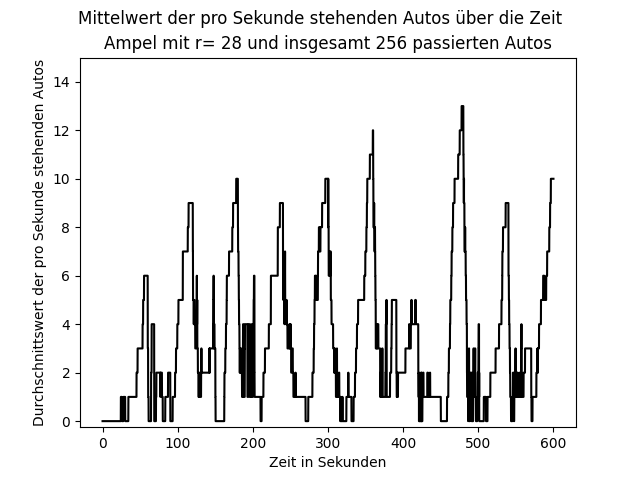 Mittelwert der pro Sekunde stehenden Autos über die Zeit
Ampel mit r= 28 und insgesamt 256 passierten Autos
Durchschnittswert der pro Sekunde stehenden Autos
14
12
10
8
6
4
2
0
0 100 200 300 400 500 600
Zeit in Sekunden